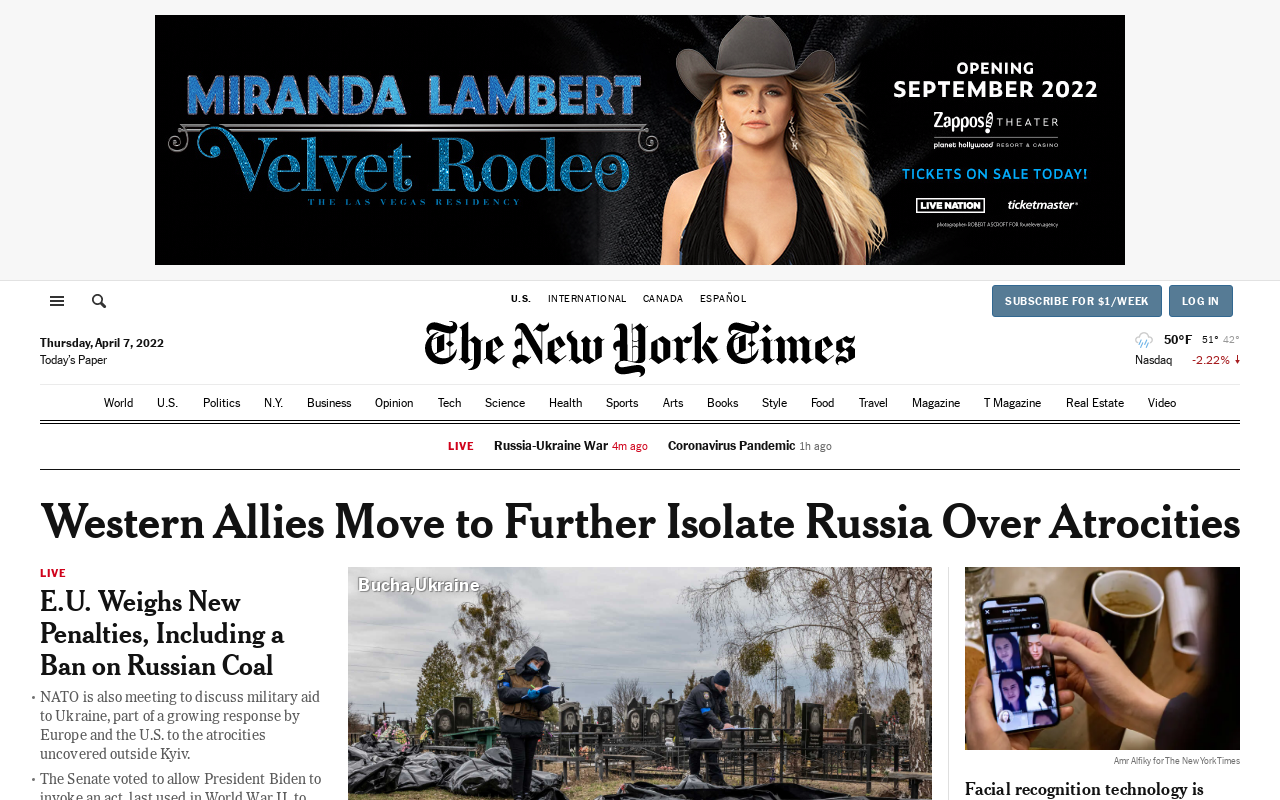 MIRANDA LAMBERT
Velvet Rodeo
THE LAS VEGAS RESIDENCY
OPENING
SEPTEMBER 2022
Zappos THEATER
planet hollywood RESORT & CASINO
TICKETS ON SALE TODAY!
LIVE NATION ticketmaster®
photographer: ROBERT ASCROFT FOR foureleven.agency
U.S. INTERNATIONAL CANADA ESPAÑOL
SUBSCRIBE FOR $1/WEEK LOG IN
The New York Times
Thursday, April 7, 2022
Today's Paper
50°F 51° 42°
Nasdaq -2.22%
World U.S. Politics N.Y. Business Opinion Tech Science Health Sports Arts Books Style Food Travel Magazine T Magazine Real Estate Video
LIVE Russia-Ukraine War 4m ago Coronavirus Pandemic 1h ago
Western Allies Move to Further Isolate Russia Over Atrocities
LIVE
E.U. Weighs New
Penalties, Including a
Ban on Russian Coal
• NATO is also meeting to discuss military aid
to Ukraine, part of a growing response by
Europe and the U.S. to the atrocities
uncovered outside Kyiv.
• The Senate voted to allow President Biden to
invoke an act, last used in World War II, to
Bucha,Ukraine
Amr Alfiky for The New York Times
Facial recognition technology is